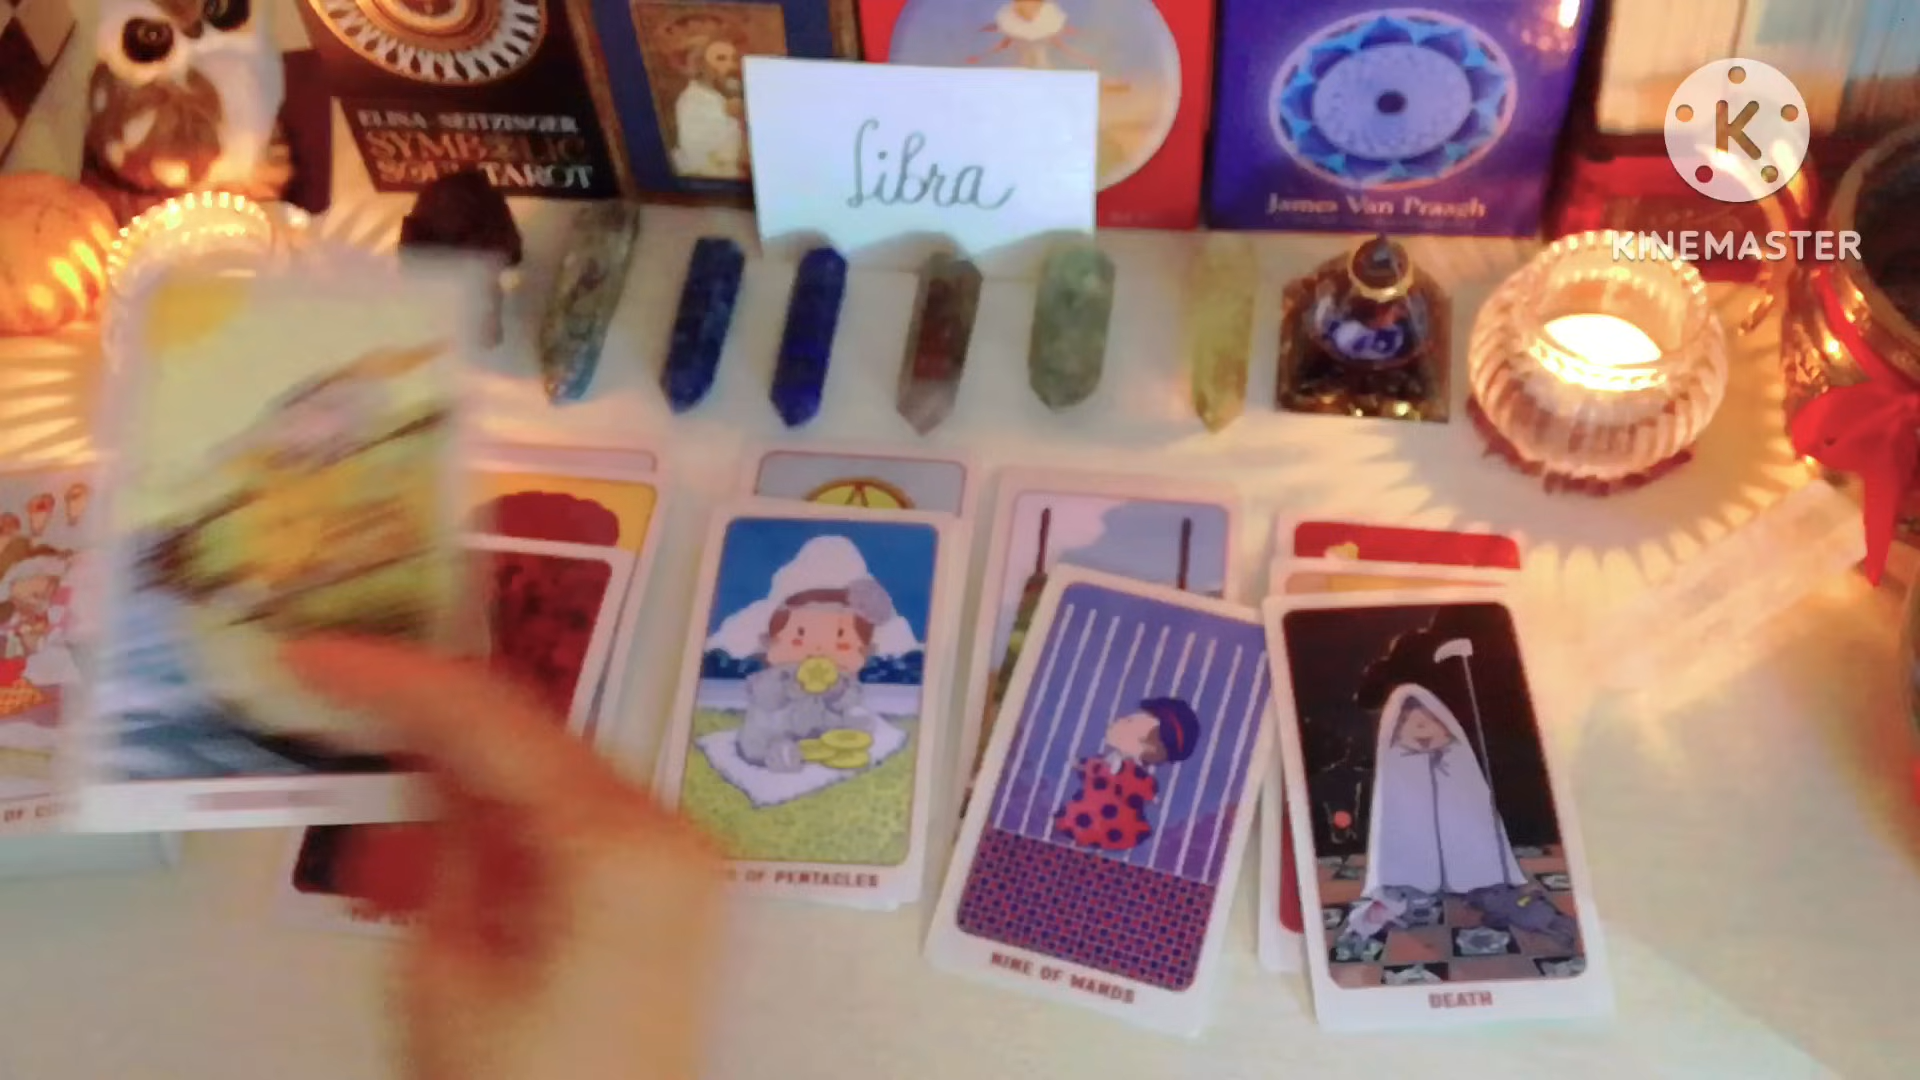 ELISA SEITZINGER
SYMBOLIC
SOUL TAROT
Libra
James Van Praagh
K
KINEMASTER
OF PENTACLES
NINE OF WANDS
DEATH